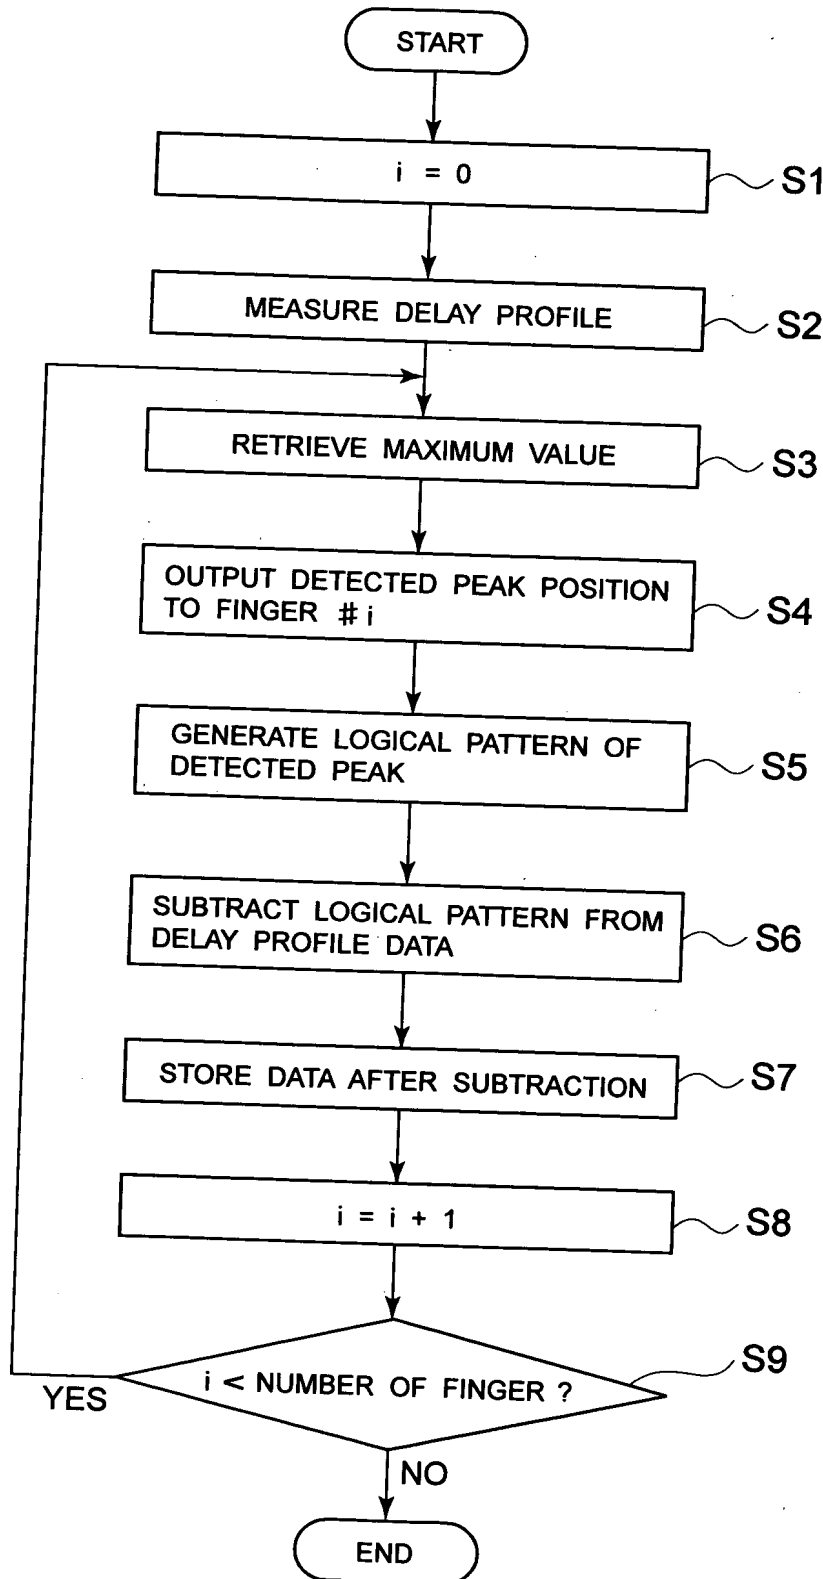 START
i = 0
S1
MEASURE DELAY PROFILE
S2
RETRIEVE MAXIMUM VALUE
S3
OUTPUT DETECTED PEAK POSITION
TO FINGER #i
S4
GENERATE LOGICAL PATTERN OF
DETECTED PEAK
S5
SUBTRACT LOGICAL PATTERN FROM
DELAY PROFILE DATA
S6
STORE DATA AFTER SUBTRACTION
S7
i = i + 1
S8
i < NUMBER OF FINGER ?
S9
YES
NO
END